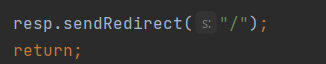 resp.sendRedirect( s: "/");
return;